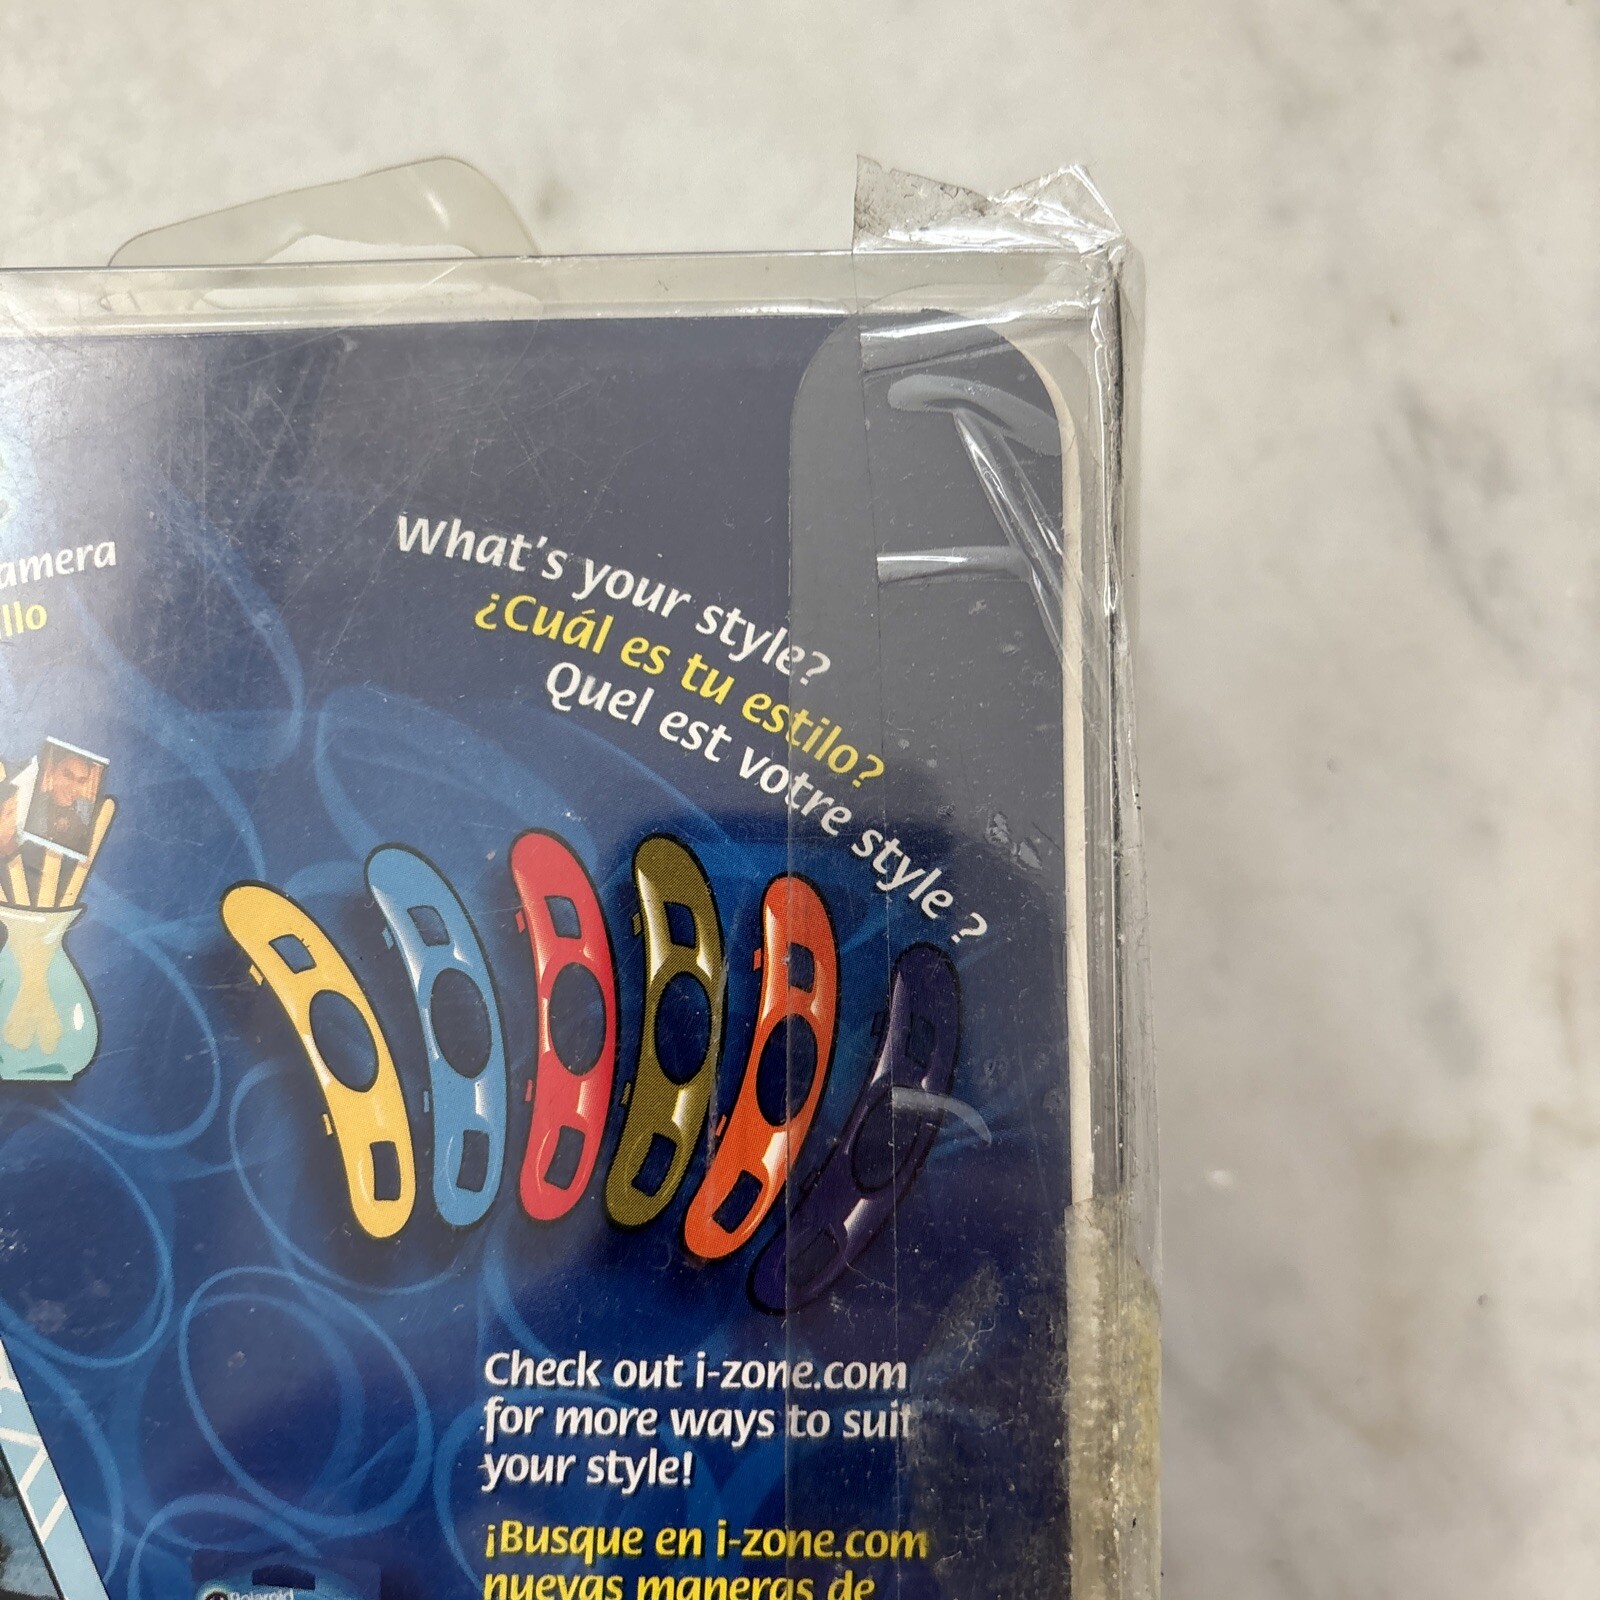 amera
llo
What's your style?
¿Cuál es tu estilo?
Quel est votre style ?
Check out i-zone.com
for more ways to suit
your style!
¡Busque en i-zone.com
nuevas maneras de
Polaroid